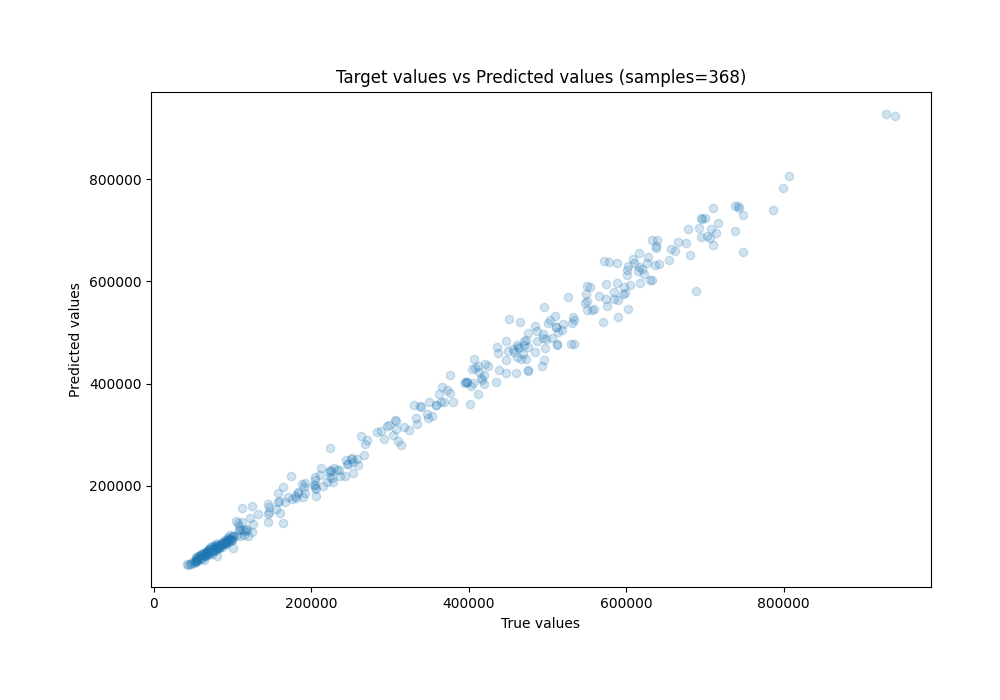 Target values vs Predicted values (samples=368)
Predicted values
800000
600000
400000
200000
0 200000 400000 600000 800000
True values